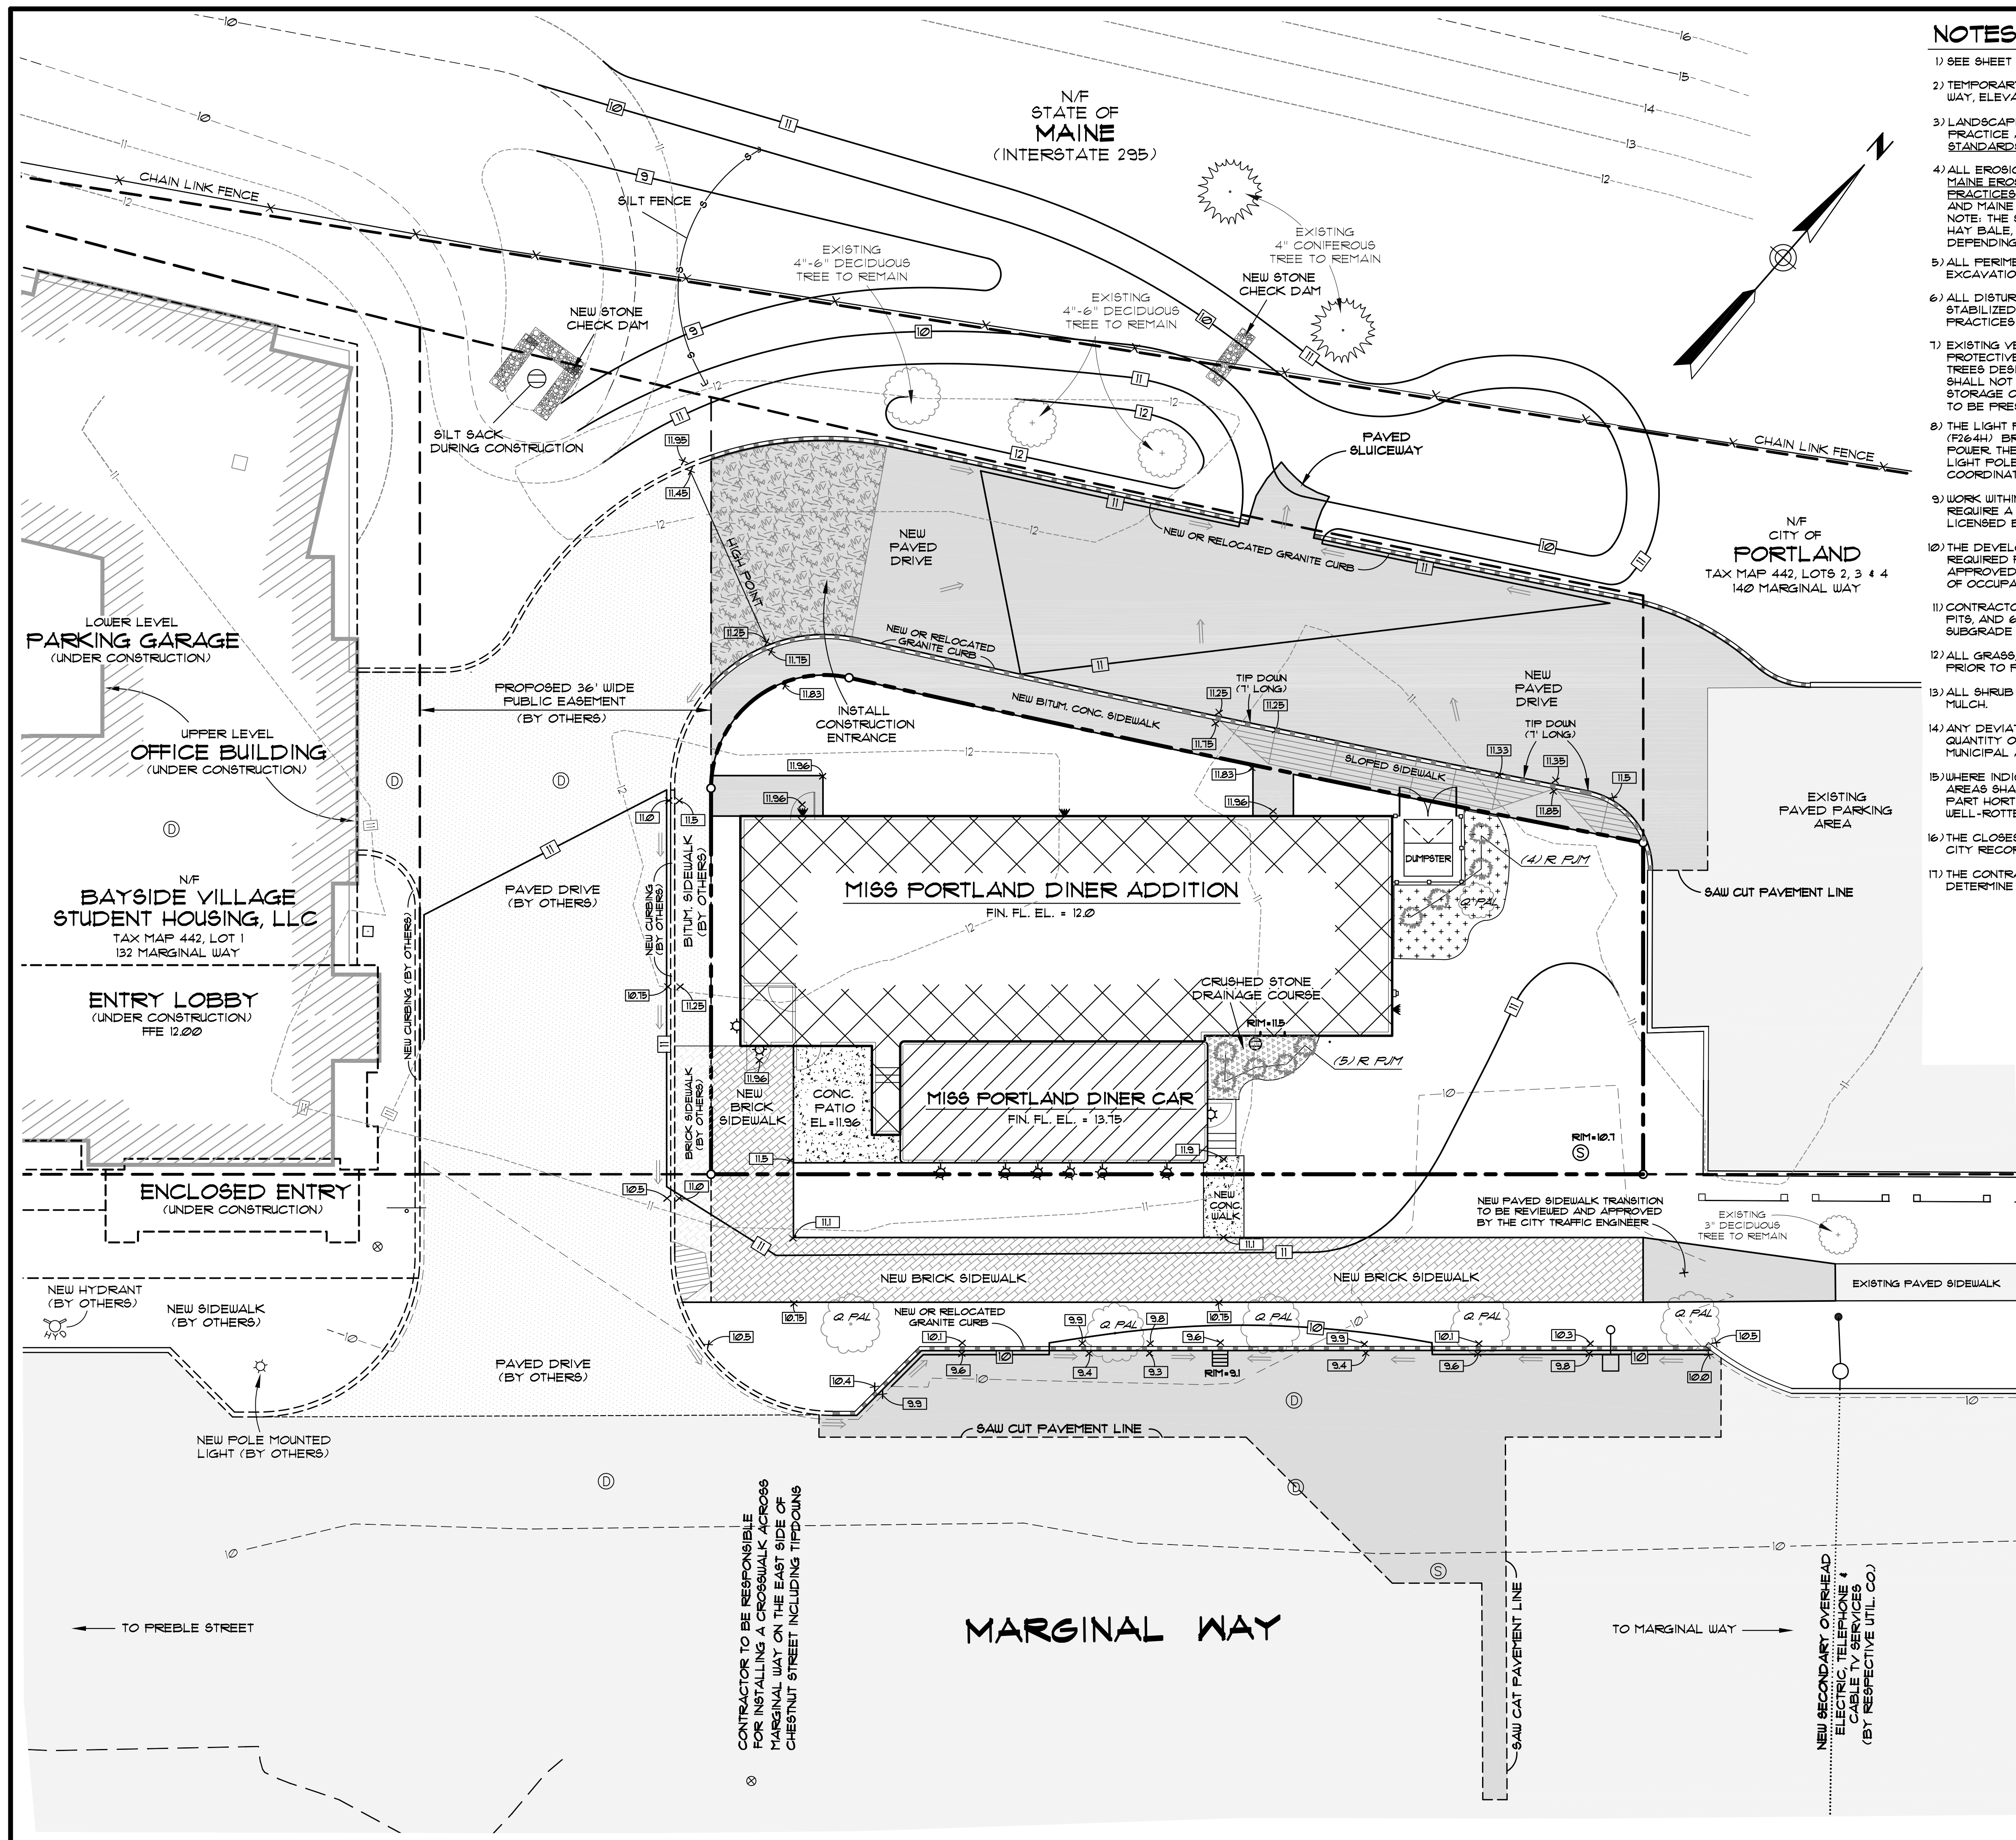 NOTES
1) SEE SHEET
2) TEMPORARY
WAY, ELEVA
3) LANDSCAPI
PRACTICE
STANDARDS
4) ALL EROSIO
MAINE EROS
PRACTICES
AND MAINE
NOTE: THE S
HAY BALE,
DEPENDING
5) ALL PERIME
EXCAVATIO
6) ALL DISTUR
STABILIZED
PRACTICES
7) EXISTING VE
PROTECTIVE
TREES DESI
SHALL NOT
STORAGE O
TO BE PRES
8) THE LIGHT P
(F264H) BR
POWER. THE
LIGHT POLE
COORDINAT
9) WORK WITHIN
REQUIRE A
LICENSED E
10) THE DEVELO
REQUIRED P
APPROVED
OF OCCUPA
11) CONTRACTO
PITS, AND 6
SUBGRADE
12) ALL GRASS
PRIOR TO F
13) ALL SHRUB
MULCH.
14) ANY DEVIAT
QUANTITY O
MUNICIPAL A
15) WHERE INDIC
AREAS SHA
PART HORT
WELL-ROTTE
16) THE CLOSES
CITY RECOR
17) THE CONTRA
DETERMINE
N
N/F
STATE OF
MAINE
(INTERSTATE 295)
CHAIN LINK FENCE
SILT FENCE
EXISTING
4"-6" DECIDUOUS
TREE TO REMAIN
EXISTING
4" CONIFEROUS
TREE TO REMAIN
NEW STONE
CHECK DAM
EXISTING
4"-6" DECIDUOUS
TREE TO REMAIN
NEW STONE
CHECK DAM
SILT SACK
DURING CONSTRUCTION
PAVED
SLUICEWAY
CHAIN LINK FENCE
N/F
CITY OF
PORTLAND
TAX MAP 442, LOTS 2, 3 & 4
140 MARGINAL WAY
NEW
PAVED
DRIVE
NEW OR RELOCATED GRANITE CURB
HIGH POINT
NEW OR RELOCATED
GRANITE CURB
LOWER LEVEL
PARKING GARAGE
(UNDER CONSTRUCTION)
PROPOSED 36' WIDE
PUBLIC EASEMENT
(BY OTHERS)
INSTALL
CONSTRUCTION
ENTRANCE
NEW BITUM. CONC. SIDEWALK
TIP DOWN
(7' LONG)
NEW
PAVED
DRIVE
TIP DOWN
(7' LONG)
SLOPED SIDEWALK
UPPER LEVEL
OFFICE BUILDING
(UNDER CONSTRUCTION)
EXISTING
PAVED PARKING
AREA
N/F
BAYSIDE VILLAGE
STUDENT HOUSING, LLC
TAX MAP 442, LOT 1
132 MARGINAL WAY
PAVED DRIVE
(BY OTHERS)
NEW CURBING
(BY OTHERS)
BITUM. SIDEWALK
(BY OTHERS)
MISS PORTLAND DINER ADDITION
FIN. FL. EL. = 12.0
DUMPSTER
(4) R. PJM
Q. PAL
SAW CUT PAVEMENT LINE
ENTRY LOBBY
(UNDER CONSTRUCTION)
FFE 12.00
NEW CURBING (BY OTHERS)
CRUSHED STONE
DRAINAGE COURSE
RIM=11.5
(5) R. PJM
BRICK SIDEWALK
(BY OTHERS)
NEW
BRICK
SIDEWALK
CONC.
PATIO
EL=11.96
MISS PORTLAND DINER CAR
FIN. FL. EL. = 13.75
RIM=10.7
ENCLOSED ENTRY
(UNDER CONSTRUCTION)
NEW
CONC.
WALK
NEW PAVED SIDEWALK TRANSITION
TO BE REVIEWED AND APPROVED
BY THE CITY TRAFFIC ENGINEER
EXISTING
3" DECIDUOUS
TREE TO REMAIN
NEW BRICK SIDEWALK
NEW BRICK SIDEWALK
EXISTING PAVED SIDEWALK
NEW HYDRANT
(BY OTHERS)
HYD
NEW SIDEWALK
(BY OTHERS)
NEW OR RELOCATED
GRANITE CURB
Q. PAL
Q. PAL
Q. PAL
Q. PAL
Q. PAL
RIM=9.1
PAVED DRIVE
(BY OTHERS)
NEW POLE MOUNTED
LIGHT (BY OTHERS)
SAW CUT PAVEMENT LINE
CONTRACTOR TO BE RESPONSIBLE
FOR INSTALLING A CROSSWALK ACROSS
MARGINAL WAY ON THE EAST SIDE OF
CHESTNUT STREET INCLUDING TIPDOWNS
TO PREBLE STREET
MARGINAL WAY
SAW CAT PAVEMENT LINE
TO MARGINAL WAY
NEW SECONDARY OVERHEAD
ELECTRIC, TELEPHONE &
CABLE TV SERVICES
(BY RESPECTIVE UTIL. CO.)